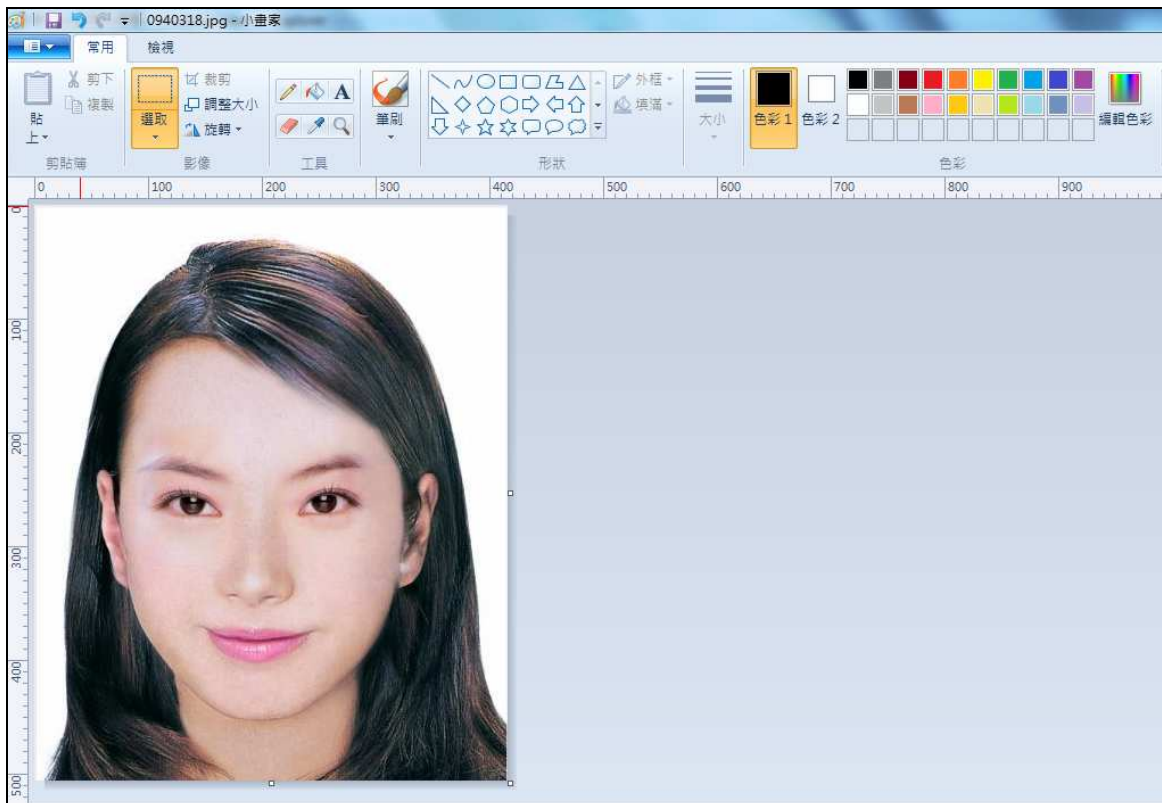 0940318.jpg - 小畫家
常用 檢視
剪下
複製
貼上
剪貼簿
選取
裁剪
調整大小
旋轉
影像
A
工具
筆刷
外框
填滿
形狀
大小
色彩 1
色彩 2
編輯色彩
色彩
0 100 200 300 400 500 600 700 800 900
0
100
200
300
400
500